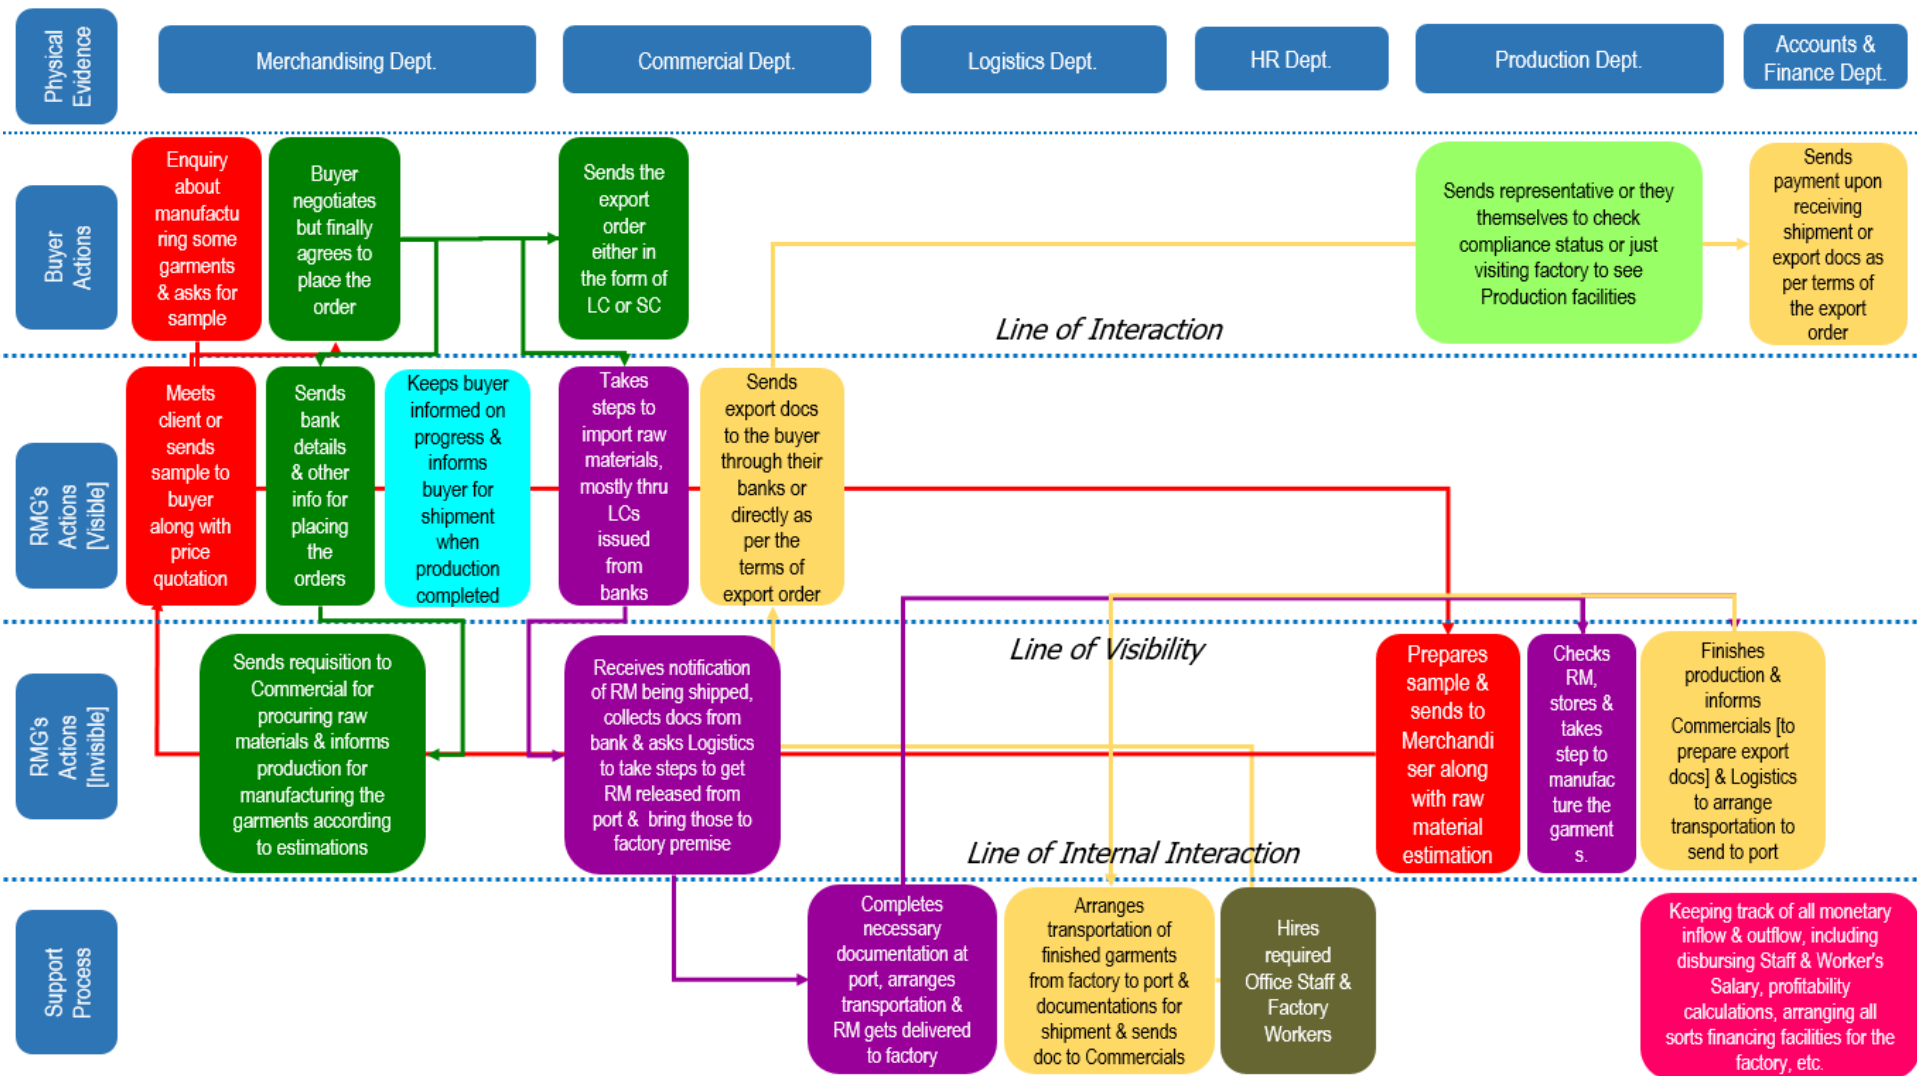 Physical
Evidence
Merchandising Dept.
Commercial Dept.
Logistics Dept.
HR Dept.
Production Dept.
Accounts &
Finance Dept.
Buyer
Actions
Enquiry
about
manufactu
ring some
garments
& asks for
sample
Buyer
negotiates
but finally
agrees to
place the
order
Sends the
export
order
either in
the form of
LC or SC
Sends representative or they
themselves to check
compliance status or just
visiting factory to see
Production facilities
Sends
payment upon
receiving
shipment or
export docs as
per terms of
the export
order
Line of Interaction
RMG's
Actions
[Visible]
Meets
client or
sends
sample to
buyer
along with
price
quotation
Sends
bank
details
& other
info for
placing
the
orders
Keeps buyer
informed on
progress &
informs
buyer for
shipment
when
production
completed
Takes
steps to
import raw
materials,
mostly thru
LCs
issued
from
banks
Sends
export docs
to the buyer
through their
banks or
directly as
per the
terms of
export order
Line of Visibility
RMG's
Actions
[Invisible]
Sends requisition to
Commercial for
procuring raw
materials & informs
production for
manufacturing the
garments according
to estimations
Receives notification
of RM being shipped,
collects docs from
bank & asks Logistics
to take steps to get
RM released from
port & bring those to
factory premise
Prepares
sample &
sends to
Merchandi
ser along
with raw
material
estimation
Checks
RM,
stores &
takes
step to
manufac
ture the
garment
s.
Finishes
production &
informs
Commercials [to
prepare export
docs] & Logistics
to arrange
transportation to
send to port
Line of Internal Interaction
Support
Process
Completes
necessary
documentation at
port, arranges
transportation &
RM gets delivered
to factory
Arranges
transportation of
finished garments
from factory to port &
documentations for
shipment & sends
doc to Commercials
Hires
required
Office Staff &
Factory
Workers
Keeping track of all monetary
inflow & outflow, including
disbursing Staff & Worker's
Salary, profitability
calculations, arranging all
sorts financing facilities for the
factory, etc.